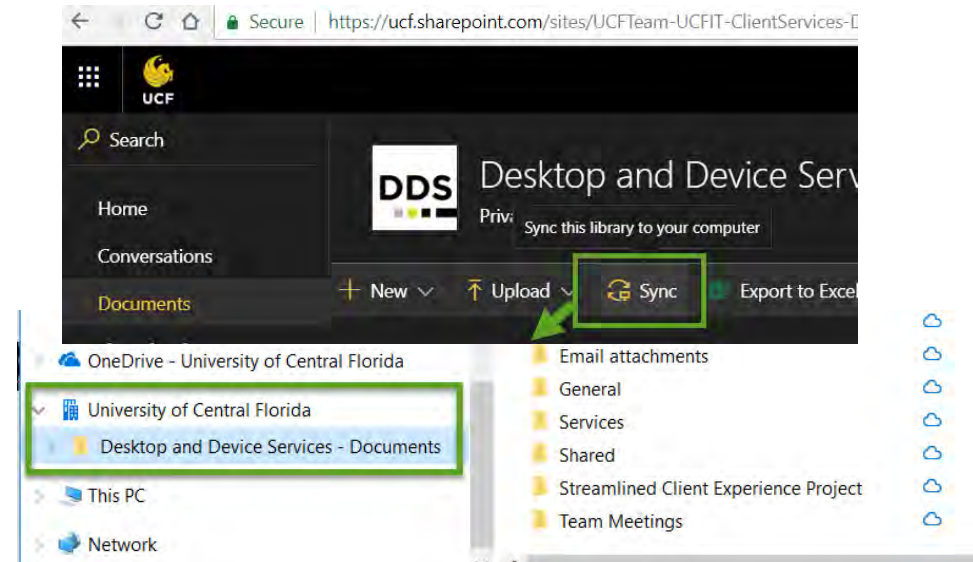 Secure | https://ucf.sharepoint.com/sites/UCFTeam-UCFIT-ClientServices-D
UCF
Search
DDS
Desktop and Device Serv
Home
Priv
Sync this library to your computer
Conversations
New
Upload
Sync
Export to Excel
Documents
OneDrive - University of Central Florida
Email attachments
General
University of Central Florida
Services
Desktop and Device Services - Documents
Shared
This PC
Streamlined Client Experience Project
Team Meetings
Network